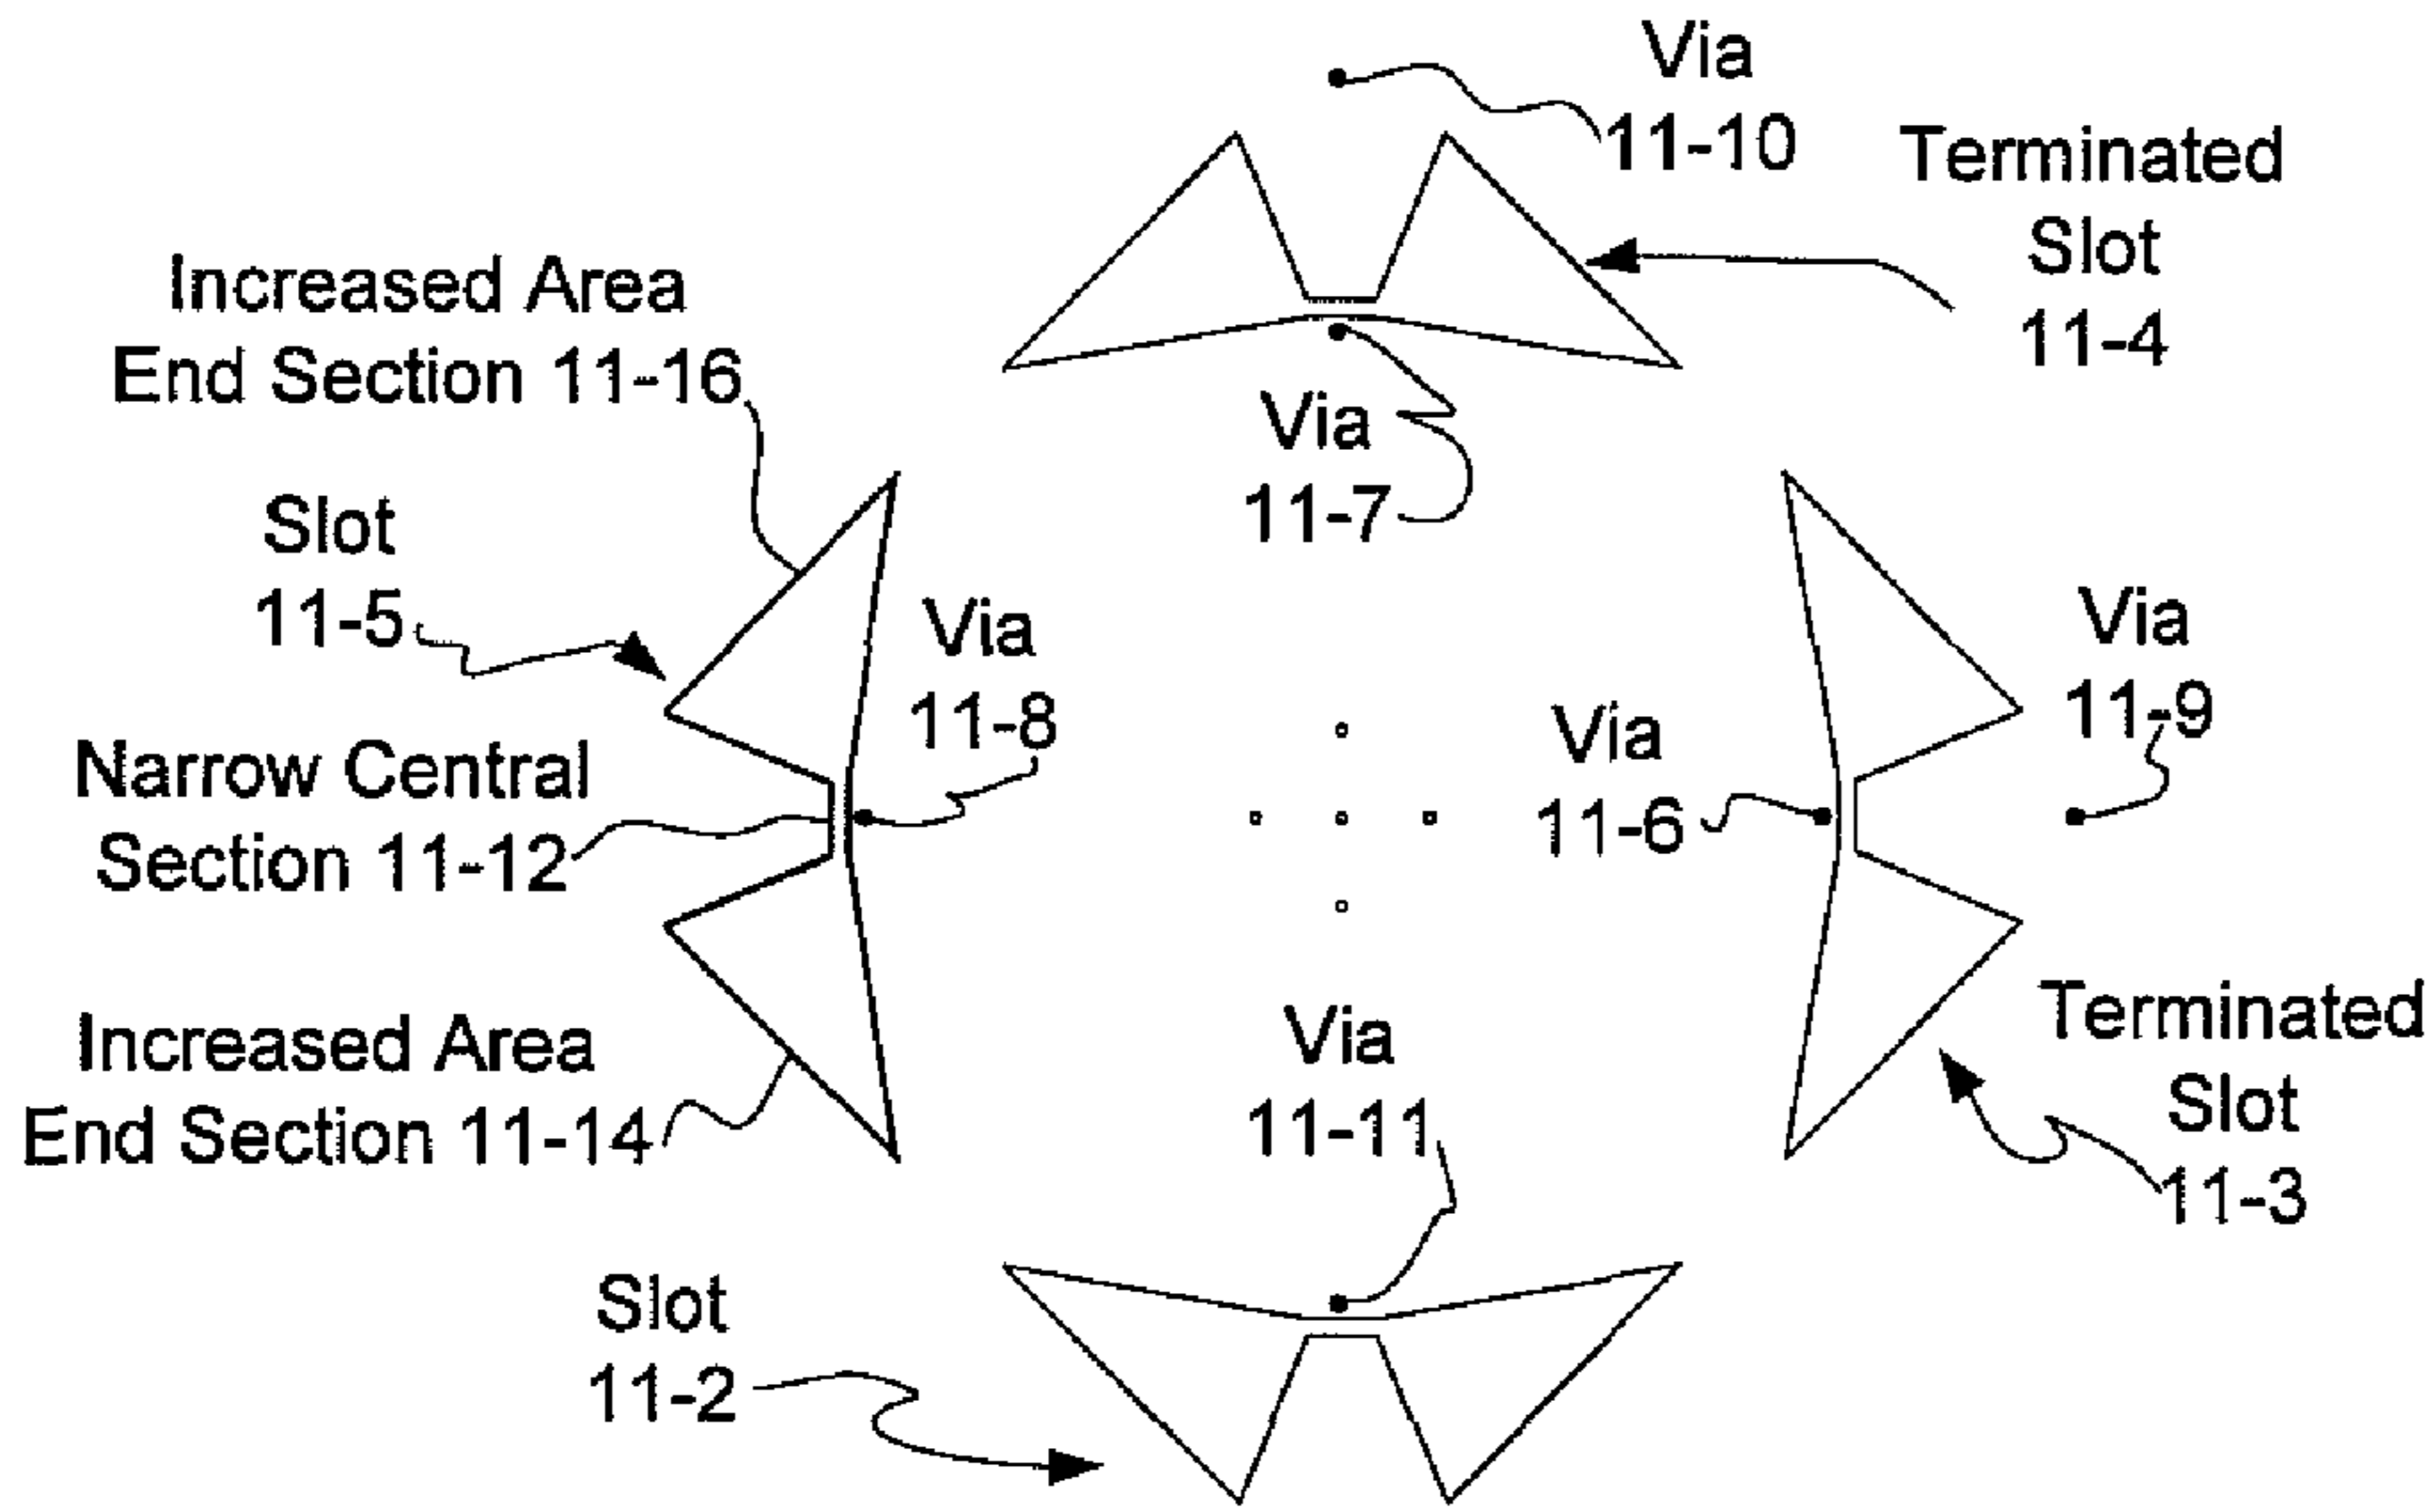 Via
11-10
Terminated
Slot
11-4
Increased Area
End Section 11-16
Via
11-7
Slot
11-5
Via
11-8
Via
11-9
Via
11-6
Narrow Central
Section 11-12
Increased Area
End Section 11-14
Via
11-11
Terminated
Slot
11-3
Slot
11-2